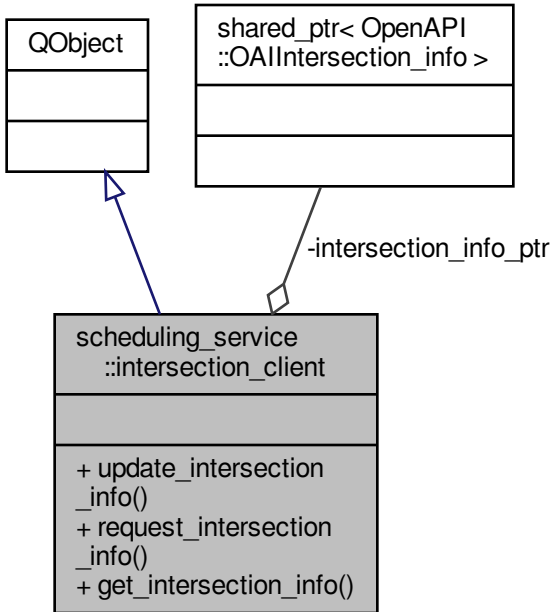 QObject
shared_ptr< OpenAPI
::OAIIntersection_info >
-intersection_info_ptr
scheduling_service
::intersection_client
+ update_intersection
_info()
+ request_intersection
_info()
+ get_intersection_info()